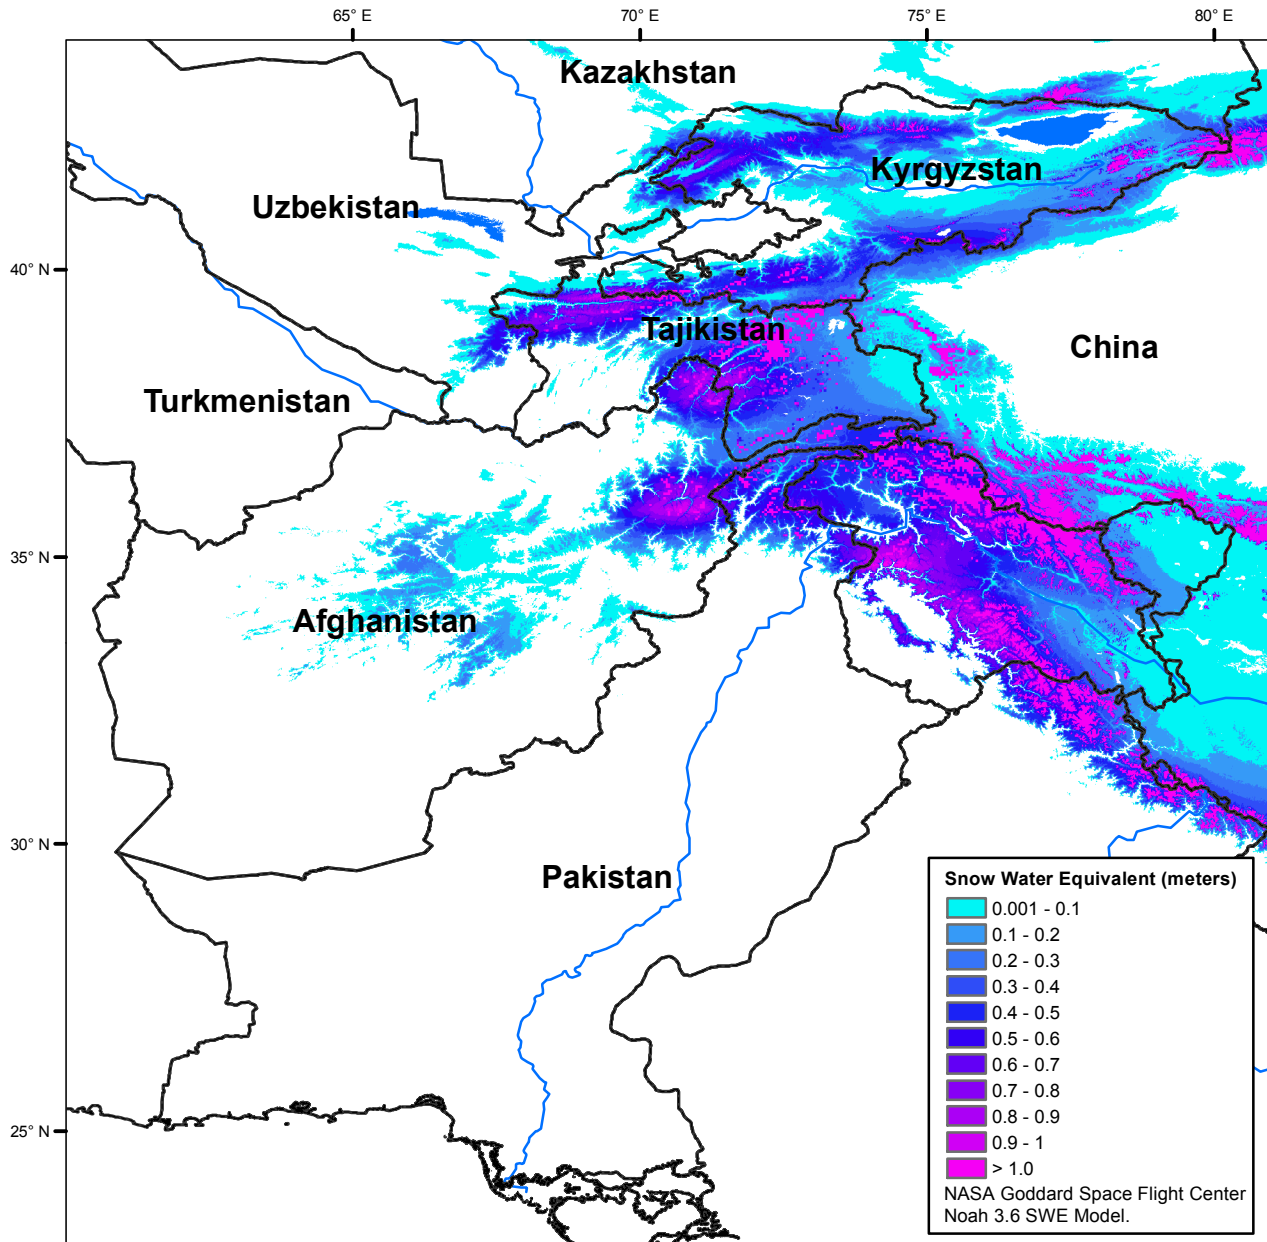 65° E
70° E
75° E
80° E
Kazakhstan
Kyrgyzstan
Uzbekistan
40° N
Tajikistan
China
Turkmenistan
35° N
Afghanistan
30° N
Pakistan
25° N
Snow Water Equivalent (meters)
0.001 - 0.1
0.1 - 0.2
0.2 - 0.3
0.3 - 0.4
0.4 - 0.5
0.5 - 0.6
0.6 - 0.7
0.7 - 0.8
0.8 - 0.9
0.9 - 1
> 1.0
NASA Goddard Space Flight Center
Noah 3.6 SWE Model.